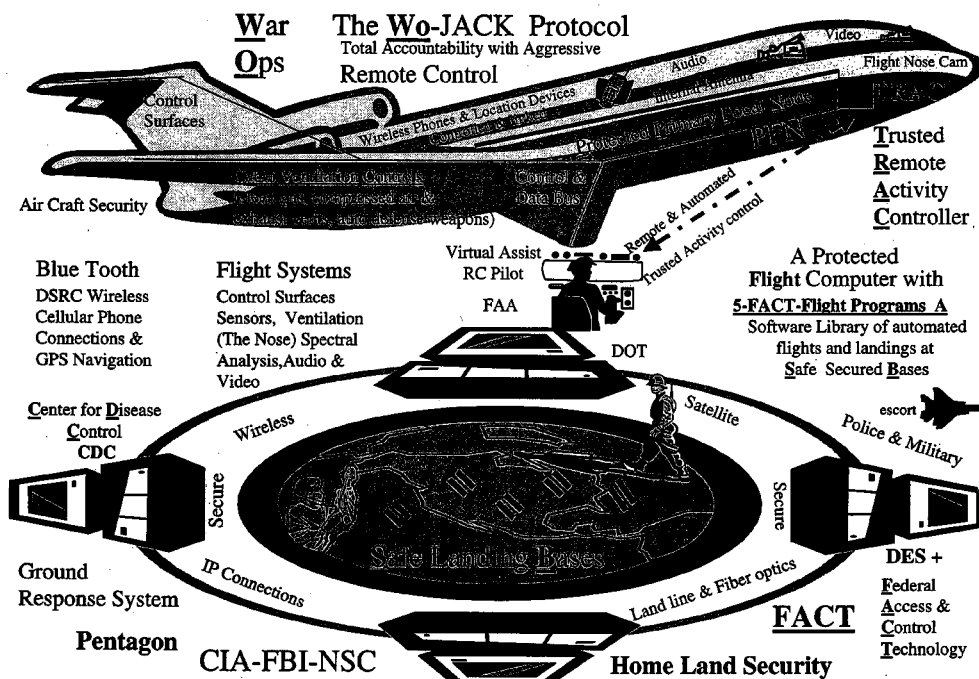 War
Ops
The Wo-JACK Protocol
Total Accountability with Aggressive
Remote Control
Video
Audio
Flight Nose Cam
Internal Antenna
Control
Surfaces
Wireless Phones & Location Devices
Protected Primary Focal Node
PFN
TRAC
Trusted
Remote
Activity
Controller
Control &
Data Bus
Air Craft Security
Remote & Automated
Trusted Activity control
Virtual Assist
RC Pilot
FAA
DOT
Blue Tooth
DSRC Wireless
Cellular Phone
Connections &
GPS Navigation
Flight Systems
Control Surfaces
Sensors, Ventilation
(The Nose) Spectral
Analysis,Audio &
Video
A Protected
Flight Computer with
5-FACT-Flight Programs A
Software Library of automated
flights and landings at
Safe Secured Bases
escort
Police & Military
Center for Disease
Control
CDC
Wireless
Satellite
Secure
Secure
Safe Landing Bases
IP Connections
Land line & Fiber optics
DES +
Ground
Response System
Pentagon
CIA-FBI-NSC
Home Land Security
FACT
Federal
Access &
Control
Technology